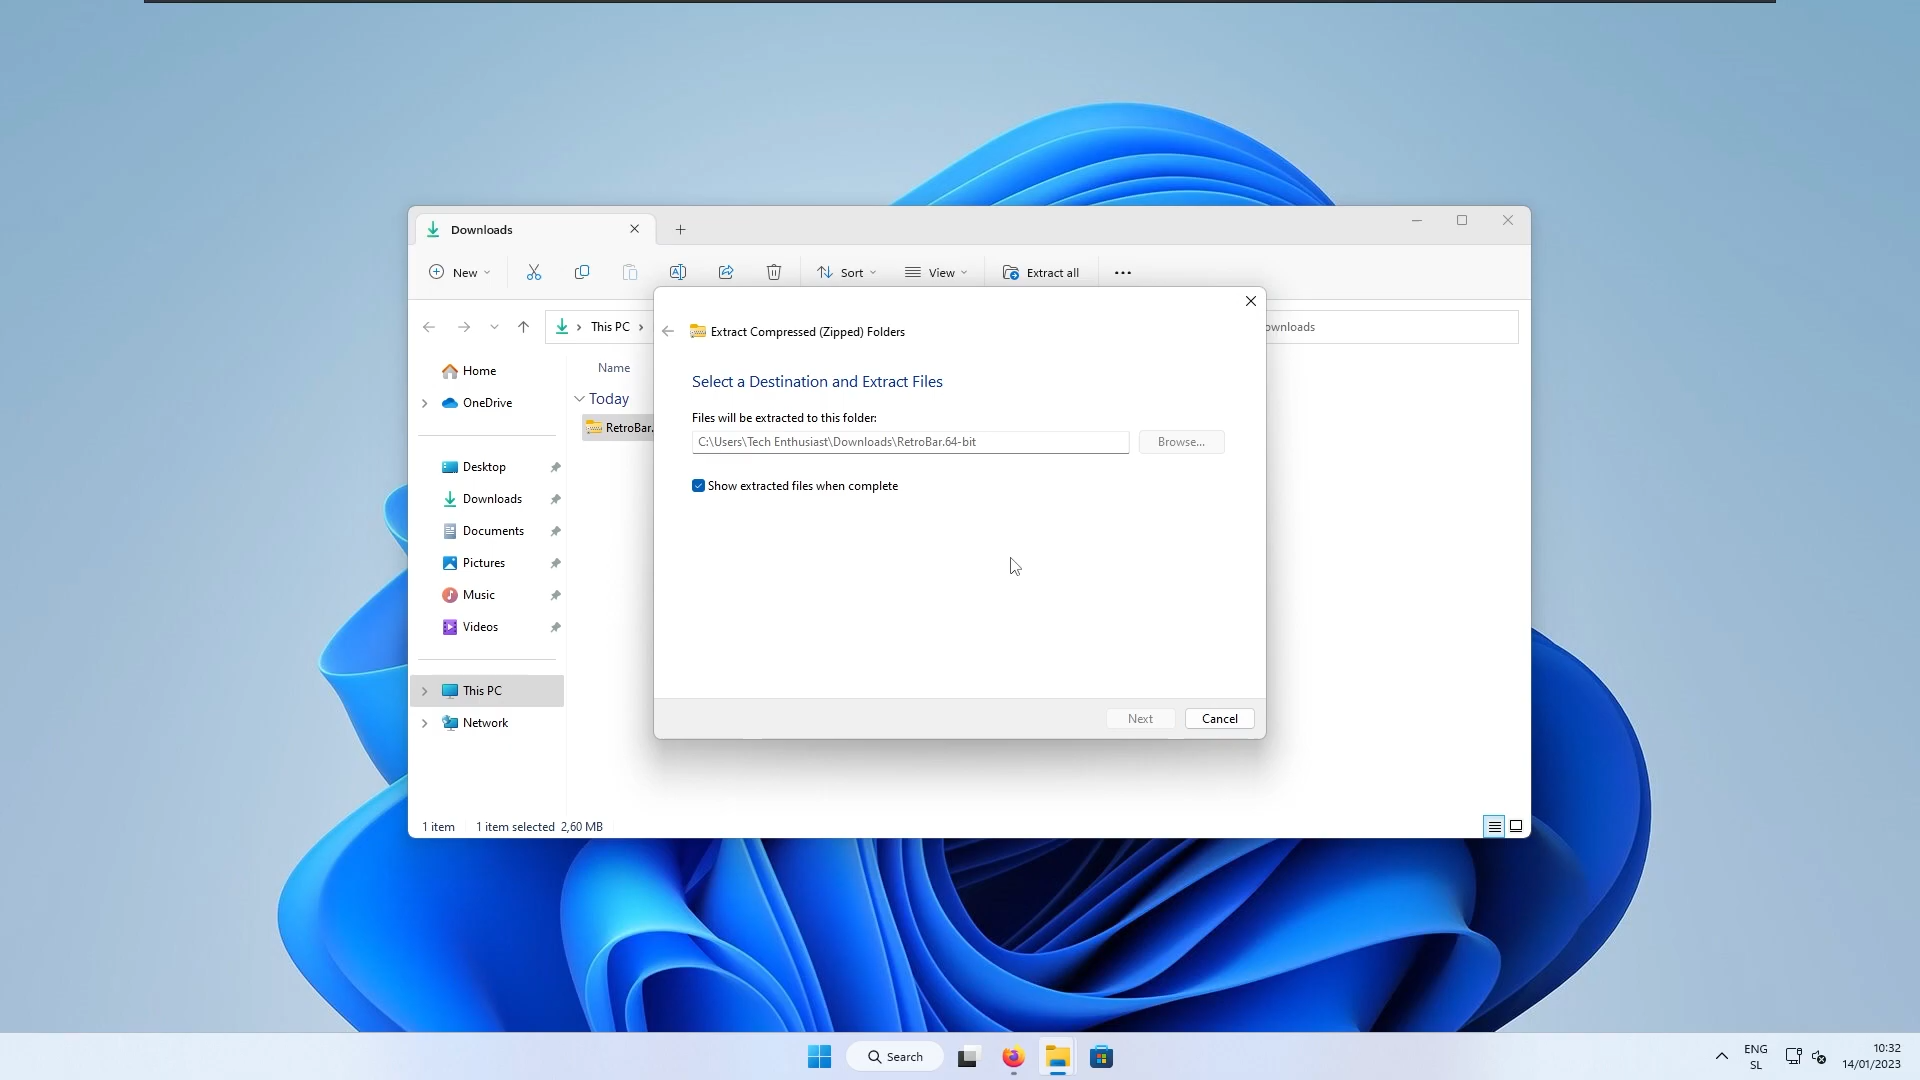 Downloads
New
Sort
View
Extract all
This PC
ownloads
Extract Compressed (Zipped) Folders
Home
OneDrive
Desktop
Downloads
Documents
Pictures
Music
Videos
This PC
Network
Name
Today
RetroBar.
Select a Destination and Extract Files
Files will be extracted to this folder:
C:\Users\Tech Enthusiast\Downloads\RetroBar.64-bit
Browse...
Show extracted files when complete
Next
Cancel
1 item
1 item selected 2,60 MB
Search
ENG
SL
10:32
14/01/2023